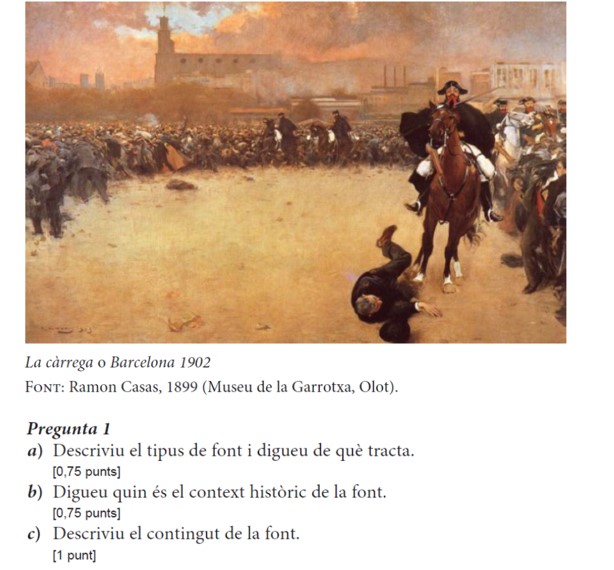 La càrrega o Barcelona 1902
FONT: Ramon Casas, 1899 (Museu de la Garrotxa, Olot).
Pregunta 1
a) Descriviu el tipus de font i digueu de què tracta.
[0,75 punts]
b) Digueu quin és el context històric de la font.
[0,75 punts]
c) Descriviu el contingut de la font.
[1 punt]